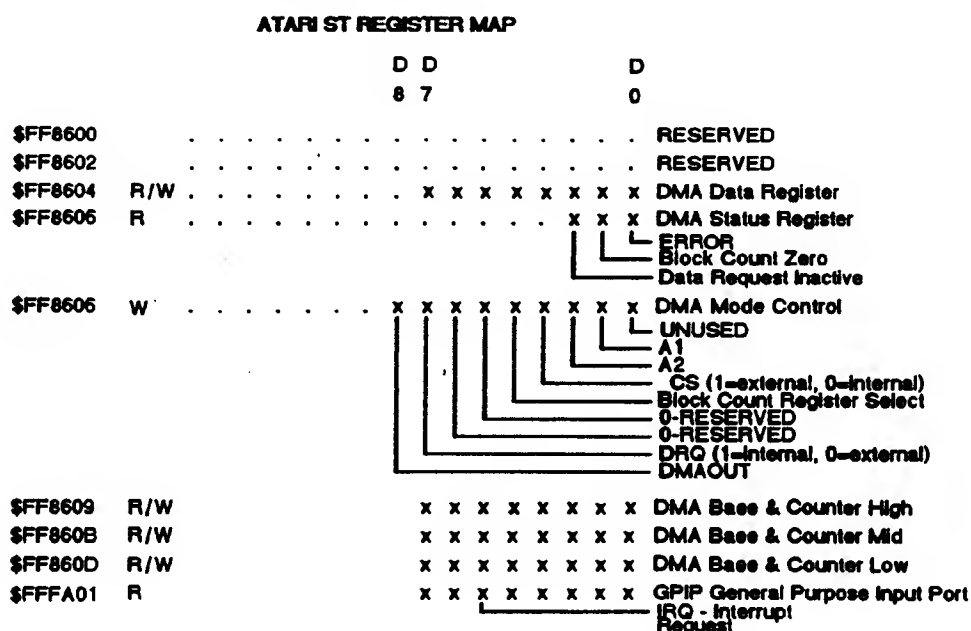 ATARI ST REGISTER MAP
D D D
8 7 0
$FF8600 . . . . . . . . . . . . . . . . RESERVED
$FF8602 . . . . . . . . . . . . . . . . RESERVED
$FF8604 R/W . . . . . . . . x x x x x x x x DMA Data Register
$FF8606 R . . . . . . . . . . . . . x x x DMA Status Register
ERROR
Block Count Zero
Data Request Inactive
$FF8606 W . . . . . . . x x x x x x x x x DMA Mode Control
UNUSED
A1
A2
CS (1=external, 0=internal)
Block Count Register Select
0-RESERVED
0-RESERVED
DRQ (1=internal, 0=external)
DMAOUT
$FF8609 R/W x x x x x x x x DMA Base & Counter High
$FF860B R/W x x x x x x x x DMA Base & Counter Mid
$FF860D R/W x x x x x x x x DMA Base & Counter Low
$FFFA01 R x x x x x x x x GPIP General Purpose Input Port
IRQ - Interrupt
Request